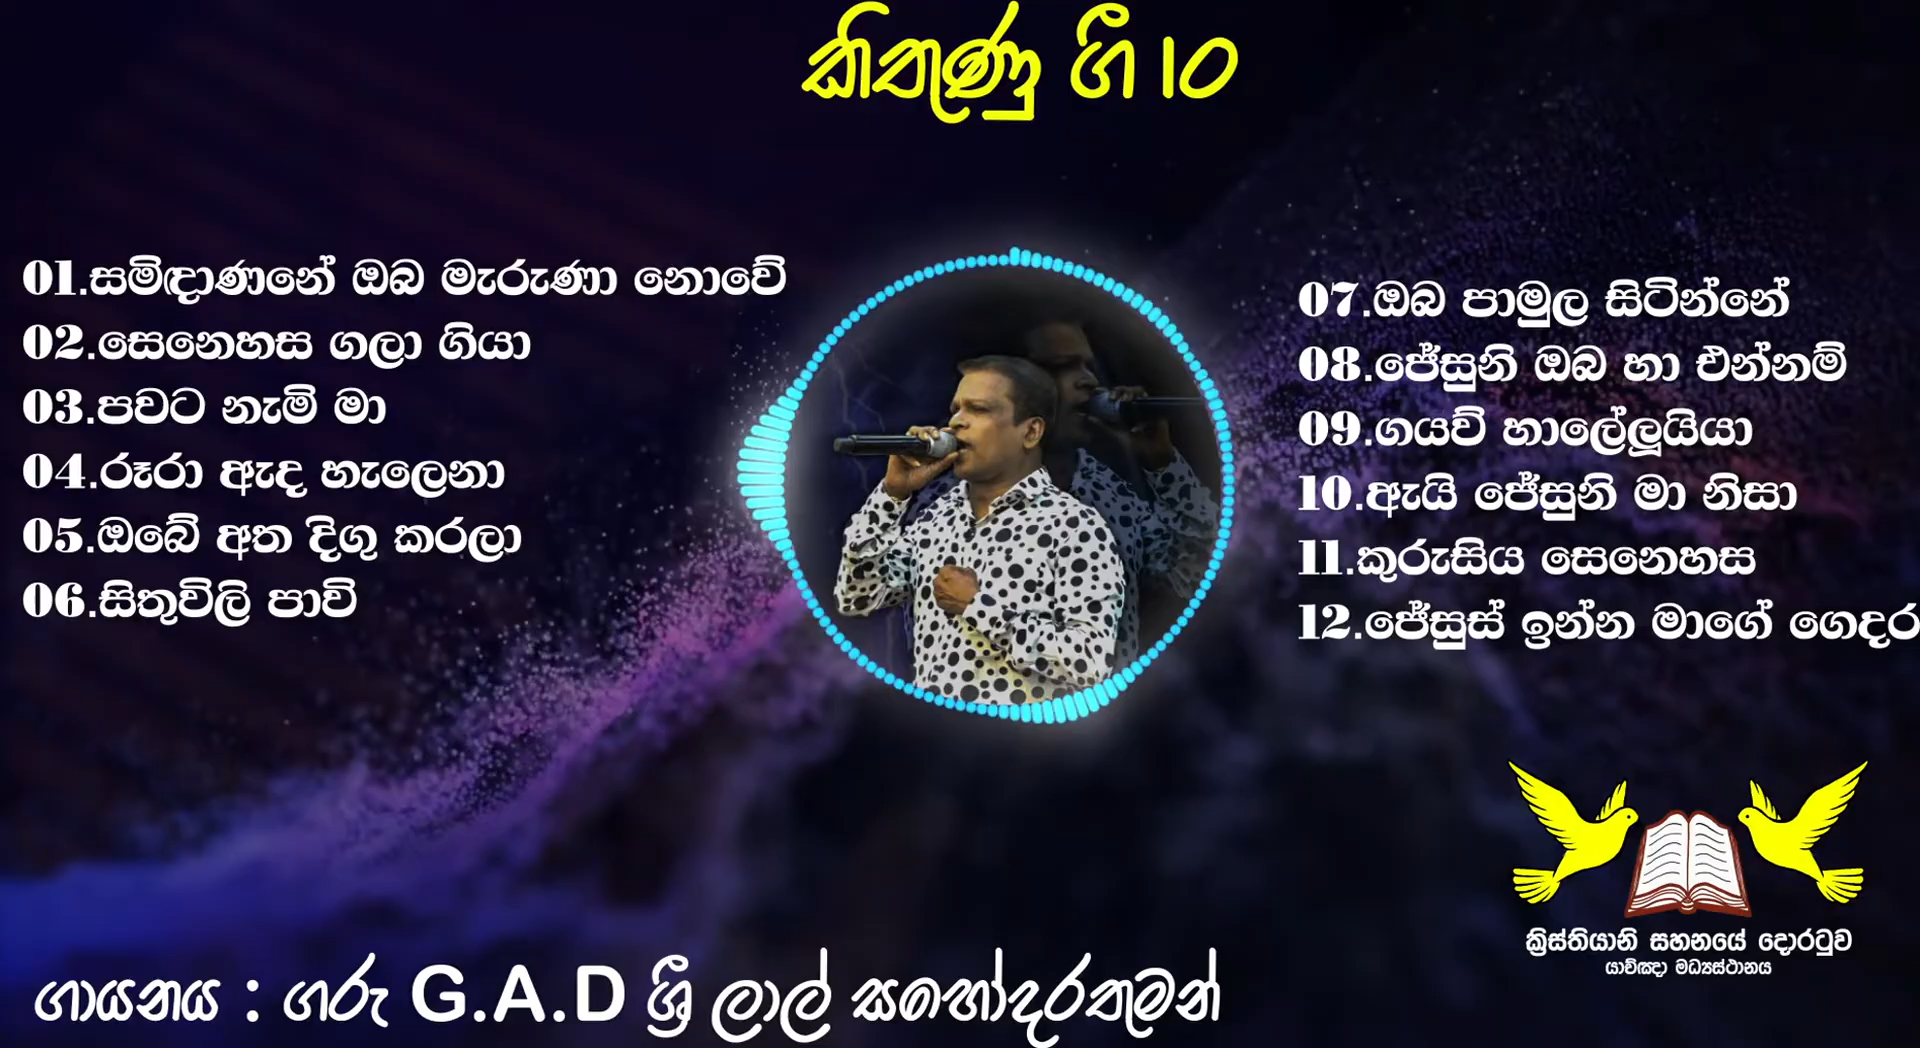 කිතුණු ගී 10
01.සමිඳාණනේ ඔබ මැරුණා නොවේ
02.සෙනෙහස ගලා ගියා
03.පවට නැමි මා
04.රූරා ඇද හැලෙනා
05.ඔබේ අත දිගු කරලා
06.සිතුවිලි පාවි
07.ඔබ පාමුල සිටින්නේ
08.ජේසුනි ඔබ හා එන්නම්
09.ගයව් හාලේලූයියා
10.ඇයි ජේසුනි මා නිසා
11.කුරුසිය සෙනෙහස
12.ජේසුස් ඉන්න මාගේ ගෙදර
ක්‍රිස්තියානි සහනයේ දොරටුව
යාච්ඤා මධ්‍යස්ථානය
ගායනය : ගරු G.A.D ශ්‍රී ලාල් සහෝදරතුමන්